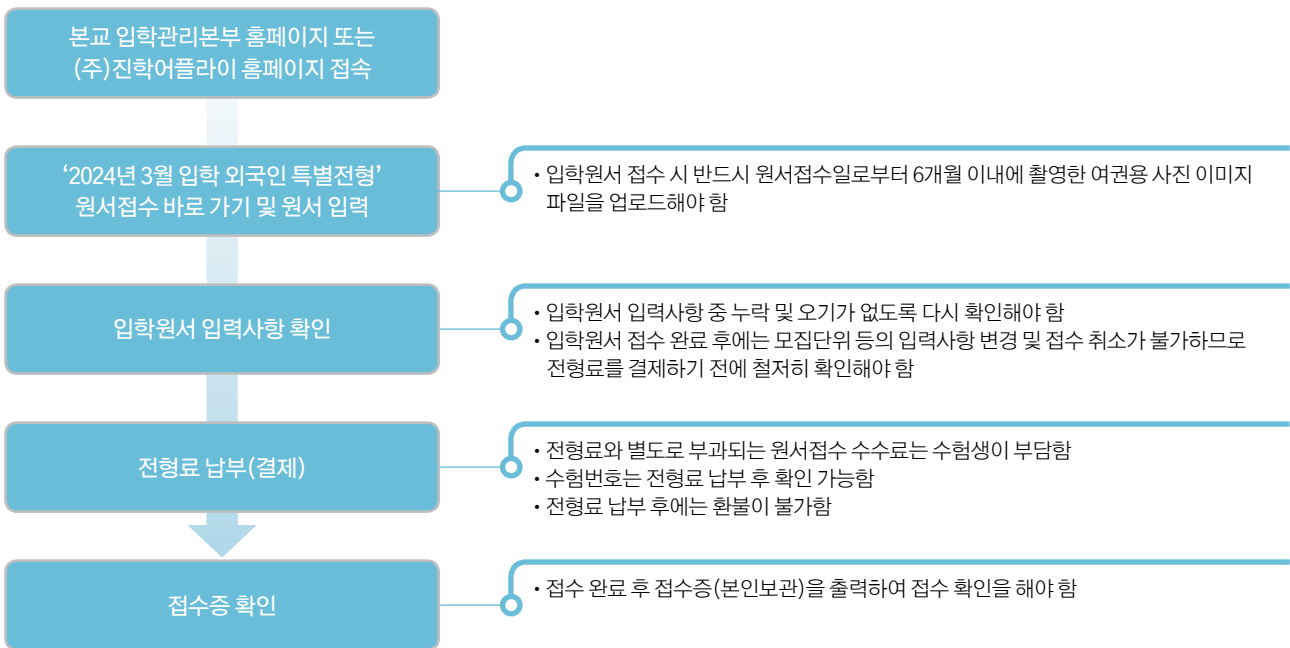 본교 입학관리본부 홈페이지 또는
(주)진학어플라이 홈페이지 접속
‘2024년 3월 입학 외국인 특별전형’
원서접수 바로 가기 및 원서 입력
• 입학원서 접수 시 반드시 원서접수일로부터 6개월 이내에 촬영한 여권용 사진 이미지
파일을 업로드해야 함
입학원서 입력사항 확인
• 입학원서 입력사항 중 누락 및 오기가 없도록 다시 확인해야 함
• 입학원서 접수 완료 후에는 모집단위 등의 입력사항 변경 및 접수 취소가 불가하므로
전형료를 결제하기 전에 철저히 확인해야 함
전형료 납부(결제)
• 전형료와 별도로 부과되는 원서접수 수수료는 수험생이 부담함
• 수험번호는 전형료 납부 후 확인 가능함
• 전형료 납부 후에는 환불이 불가함
접수증 확인
• 접수 완료 후 접수증(본인보관)을 출력하여 접수 확인을 해야 함